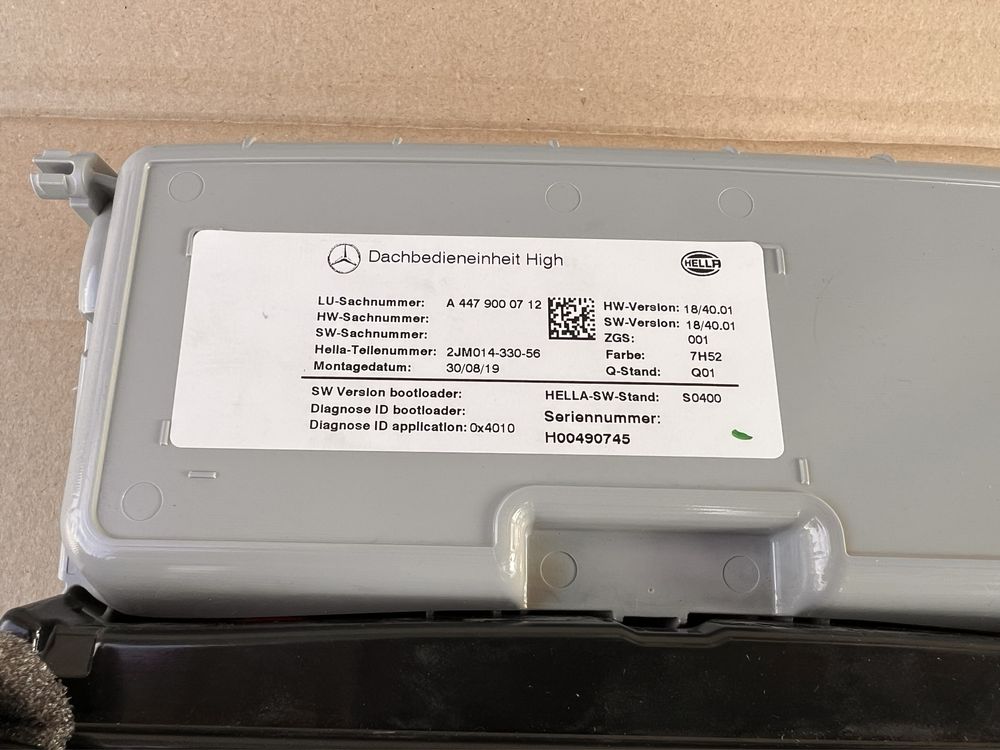 Dachbedieneinheit High
HELLA
LU-Sachnummer: A 447 900 07 12
HW-Sachnummer:
SW-Sachnummer:
Hella-Teilenummer: 2JM014-330-56
Montagedatum: 30/08/19
HW-Version: 18/40.01
SW-Version: 18/40.01
ZGS: 001
Farbe: 7H52
Q-Stand: Q01
SW Version bootloader:
Diagnose ID bootloader:
Diagnose ID application: 0x4010
HELLA-SW-Stand: S0400
Seriennummer:
H00490745